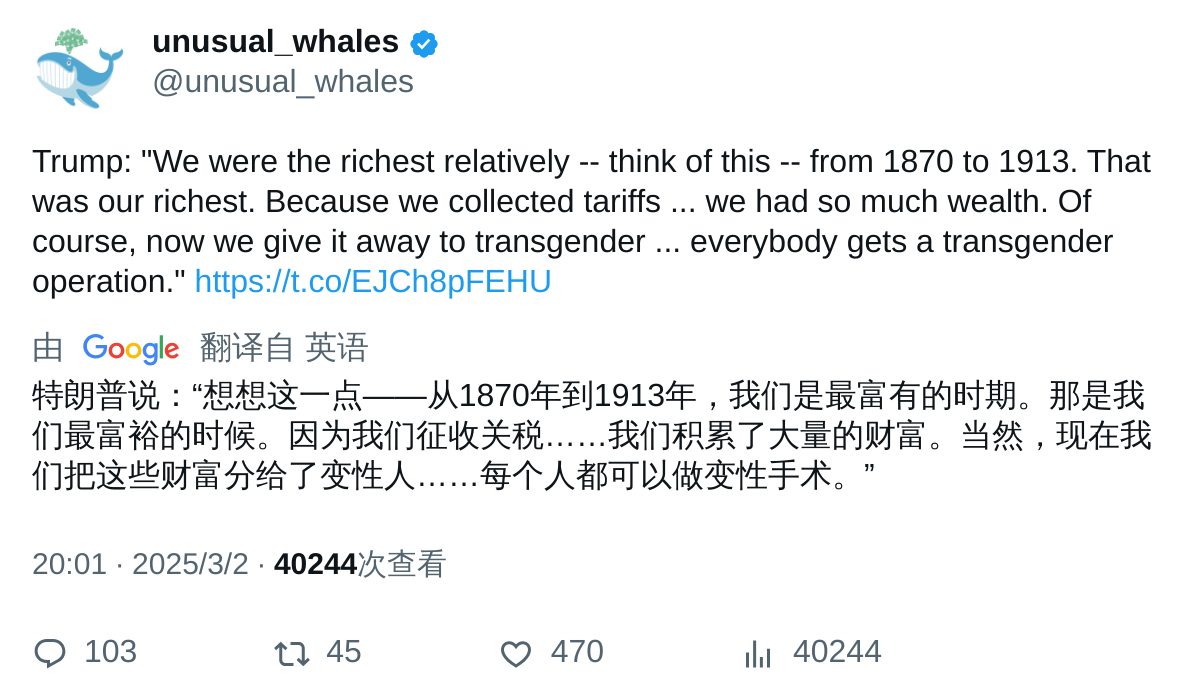 unusual_whales
@unusual_whales
Trump: "We were the richest relatively -- think of this -- from 1870 to 1913. That
was our richest. Because we collected tariffs ... we had so much wealth. Of
course, now we give it away to transgender ... everybody gets a transgender
operation." https://t.co/EJCh8pFEHU
由 Google 翻译自 英语
特朗普说：“想想这一点——从1870年到1913年，我们是最富有的时期。那是我
们最富裕的时候。因为我们征收关税……我们积累了大量的财富。当然，现在我
们把这些财富分给了变性人……每个人都可以做变性手术。”
20:01 · 2025/3/2 · 40244次查看
103 45 470 40244